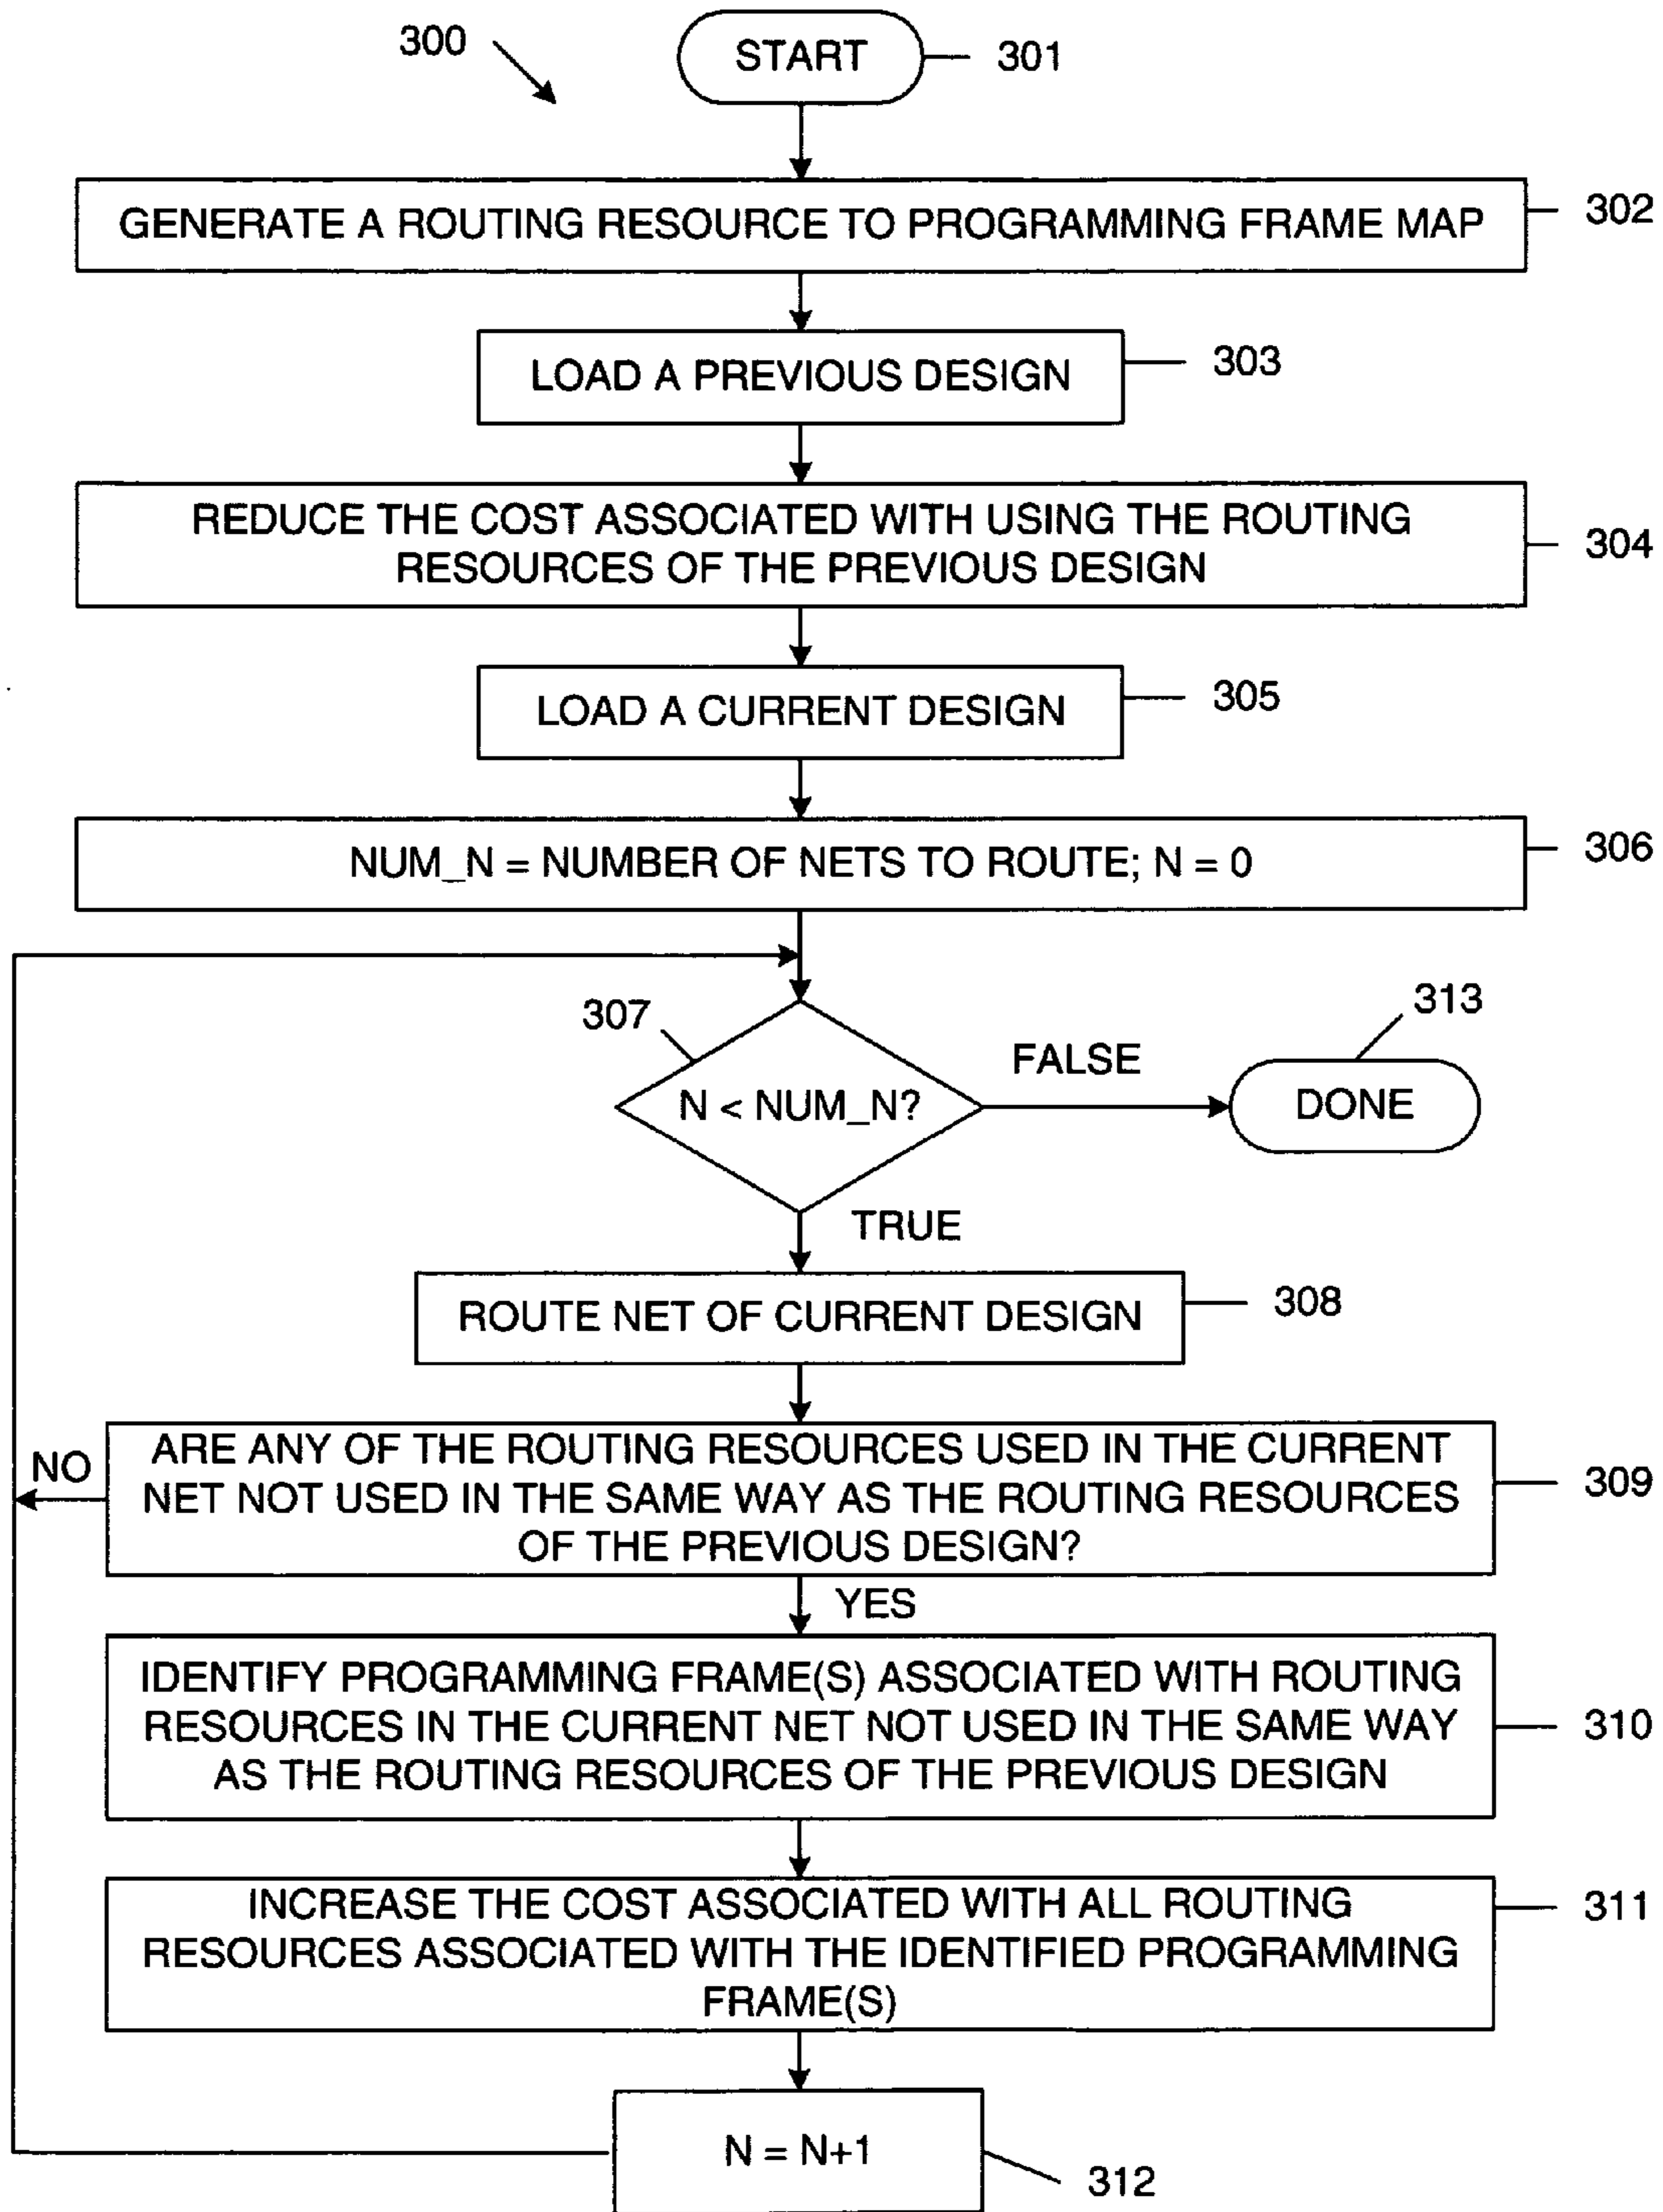 300
START
301
GENERATE A ROUTING RESOURCE TO PROGRAMMING FRAME MAP
302
LOAD A PREVIOUS DESIGN
303
REDUCE THE COST ASSOCIATED WITH USING THE ROUTING
RESOURCES OF THE PREVIOUS DESIGN
304
LOAD A CURRENT DESIGN
305
NUM_N = NUMBER OF NETS TO ROUTE; N = 0
306
307
N < NUM_N?
FALSE
313
DONE
TRUE
ROUTE NET OF CURRENT DESIGN
308
NO
ARE ANY OF THE ROUTING RESOURCES USED IN THE CURRENT
NET NOT USED IN THE SAME WAY AS THE ROUTING RESOURCES
OF THE PREVIOUS DESIGN?
309
YES
IDENTIFY PROGRAMMING FRAME(S) ASSOCIATED WITH ROUTING
RESOURCES IN THE CURRENT NET NOT USED IN THE SAME WAY
AS THE ROUTING RESOURCES OF THE PREVIOUS DESIGN
310
INCREASE THE COST ASSOCIATED WITH ALL ROUTING
RESOURCES ASSOCIATED WITH THE IDENTIFIED PROGRAMMING
FRAME(S)
311
N = N+1
312